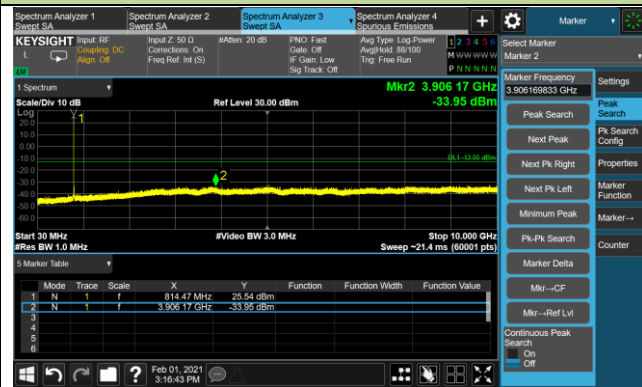 Spectrum Analyzer 1
Swept SA
Spectrum Analyzer 2
Swept SA
Spectrum Analyzer 3
Swept SA
Spectrum Analyzer 4
Spurious Emissions
+
Marker
KEYSIGHT
L
Input: RF
Coupling: DC
Align: Off
Input Z: 50 Ω
Corrections: On
Freq Ref: Int (S)
#Atten: 20 dB
PNO: Fast
Gate: Off
IF Gain: Low
Sig Track: Off
Avg Type: Log-Power
Avg|Hold: 88/100
Trig: Free Run
1 2 3 4 5 6
M W W W W W
P N N N N N
Select Marker
Marker 2
1 Spectrum
Mkr2 3.906 17 GHz
-33.95 dBm
Scale/Div 10 dB
Ref Level 30.00 dBm
Log
20.0
10.0
0.00
-10.0
-20.0
-30.0
-40.0
-50.0
-60.0
1
2
DL1 -13.00 dBm
Start 30 MHz
#Res BW 1.0 MHz
#Video BW 3.0 MHz
Stop 10.000 GHz
Sweep ~21.4 ms (60001 pts)
Marker Frequency
3.906169833 GHz
Peak Search
Next Peak
Next Pk Right
Next Pk Left
Minimum Peak
Pk-Pk Search
Marker Delta
Mkr→CF
Mkr→Ref Lvl
Continuous Peak
Search
On
Off
Settings
Peak
Search
Pk Search
Config
Properties
Marker
Function
Marker→
Counter
5 Marker Table
Mode Trace Scale X Y Function Function Width Function Value
1 N 1 f 814.47 MHz 25.54 dBm
2 N 1 f 3.906 17 GHz -33.95 dBm
3
4
5
6
?
Feb 01, 2021
3:16:43 PM